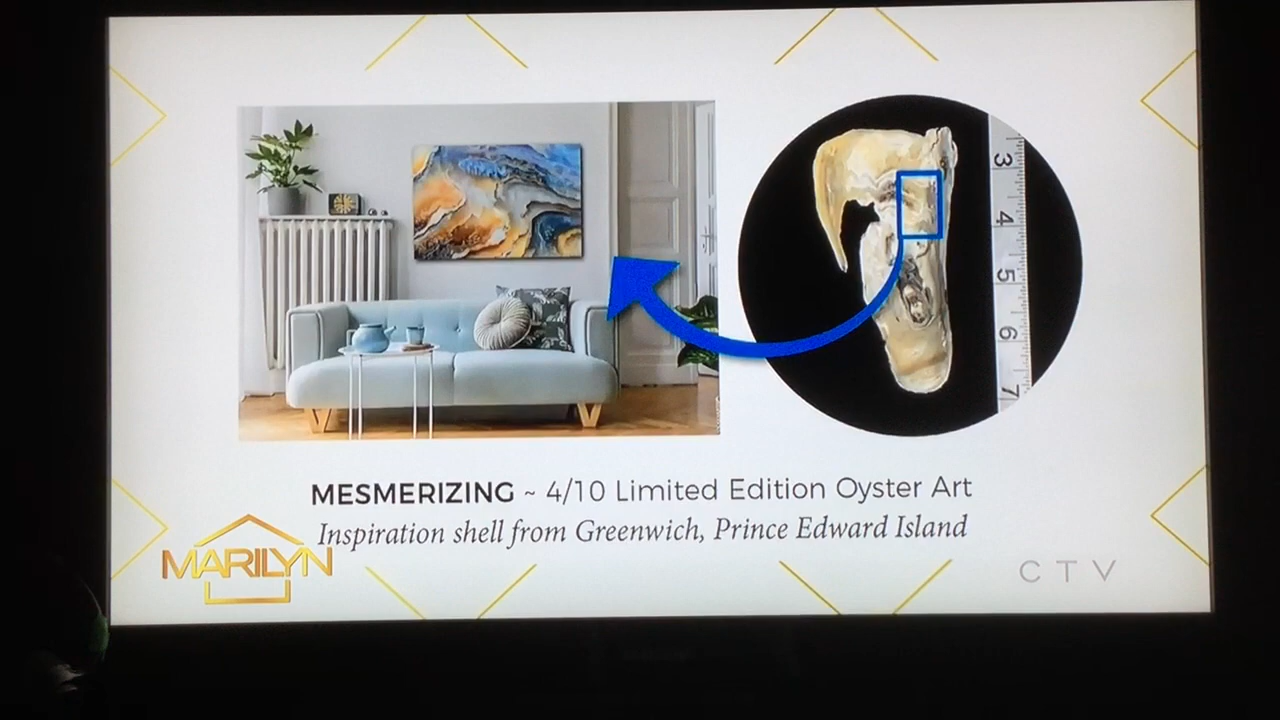 3
4
5
6
7
MESMERIZING ~ 4/10 Limited Edition Oyster Art
Inspiration shell from Greenwich, Prince Edward Island
MARILYN
CTV